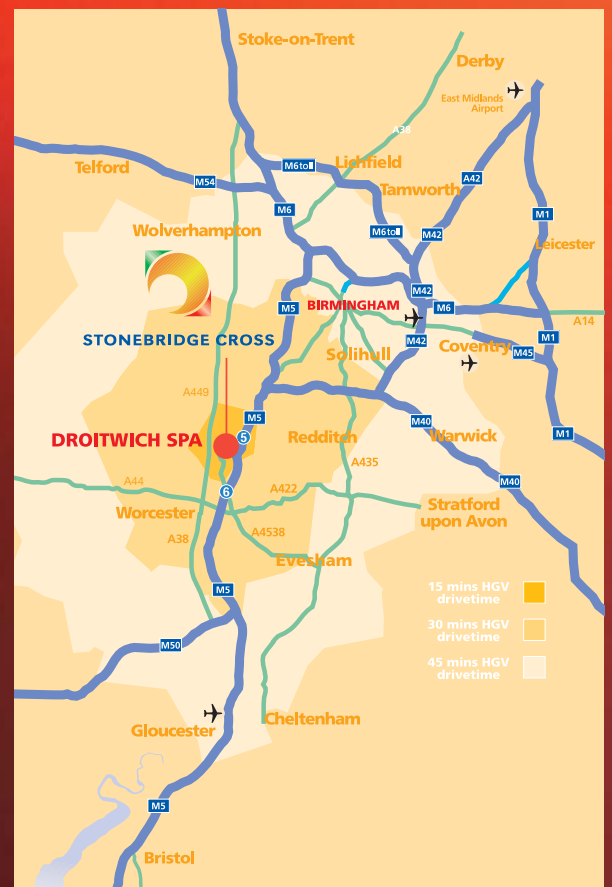 Stoke-on-Trent
Derby
East Midlands
Airport
A38
Telford
M54
M6toll
Lichfield
Tamworth
A42
M6
M1
Wolverhampton
M6toll
M42
Leicester
M42
M5
BIRMINGHAM
M6
A14
STONEBRIDGE CROSS
M42
Solihull
Coventry
M45
M1
A449
M5
M40
Warwick
M1
DROITWICH SPA
5
Redditch
A435
M40
A44
6
A422
Worcester
Stratford
upon Avon
A38
A4538
Evesham
M5
15 mins HGV
drivetime
30 mins HGV
drivetime
M50
45 mins HGV
drivetime
Gloucester
Cheltenham
M5
Bristol